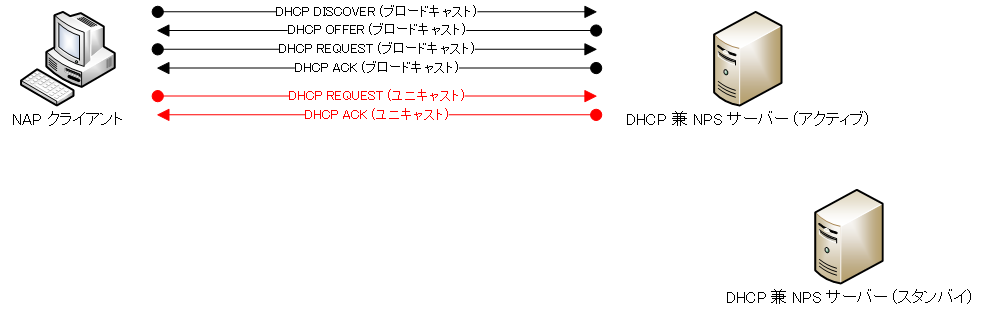 DHCP DISCOVER (ブロードキャスト)
DHCP OFFER (ブロードキャスト)
DHCP REQUEST (ブロードキャスト)
DHCP ACK (ブロードキャスト)
DHCP REQUEST (ユニキャスト)
DHCP ACK (ユニキャスト)
NAP クライアント
DHCP 兼 NPS サーバー (アクティブ)
DHCP 兼 NPS サーバー (スタンバイ)